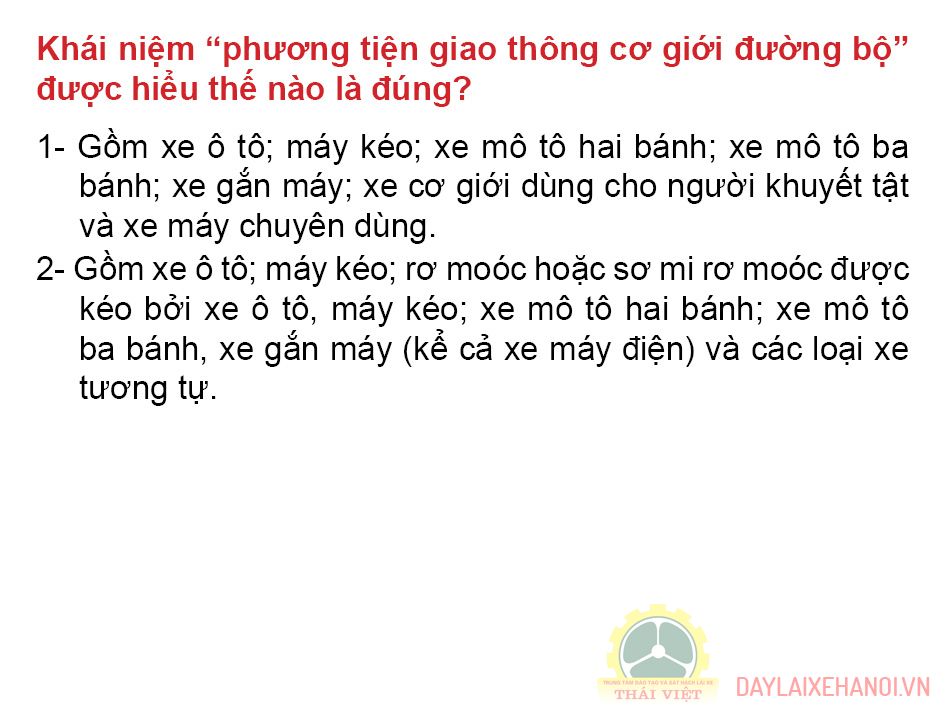 Khái niệm “phương tiện giao thông cơ giới đường bộ”
được hiểu thế nào là đúng?
1- Gồm xe ô tô; máy kéo; xe mô tô hai bánh; xe mô tô ba
bánh; xe gắn máy; xe cơ giới dùng cho người khuyết tật
và xe máy chuyên dùng.
2- Gồm xe ô tô; máy kéo; rơ moóc hoặc sơ mi rơ moóc được
kéo bởi xe ô tô, máy kéo; xe mô tô hai bánh; xe mô tô
ba bánh, xe gắn máy (kể cả xe máy điện) và các loại xe
tương tự.
TRUNG TÂM ĐÀO TẠO VÀ SÁT HẠCH LÁI XE
THÁI VIỆT
DAYLAIXEHANOI.VN